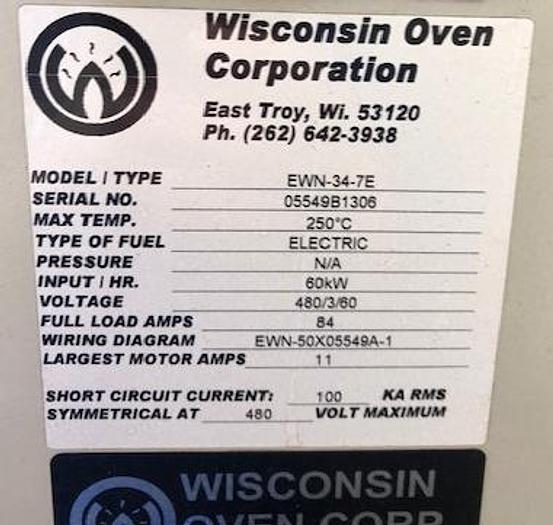 Wisconsin Oven
Corporation
East Troy, Wi. 53120
Ph. (262) 642-3938
MODEL / TYPE EWN-34-7E
SERIAL NO. 05549B1306
MAX TEMP. 250°C
TYPE OF FUEL ELECTRIC
PRESSURE N/A
INPUT / HR. 60kW
VOLTAGE 480/3/60
FULL LOAD AMPS 84
WIRING DIAGRAM EWN-50X05549A-1
LARGEST MOTOR AMPS 11
SHORT CIRCUIT CURRENT: 100 KA RMS
SYMMETRICAL AT 480 VOLT MAXIMUM
WISCONSIN
OVEN CORP.